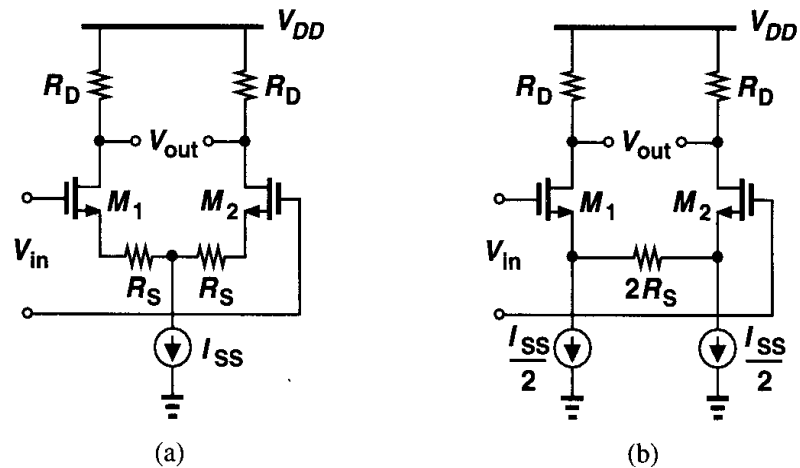 V_DD
R_D R_D
V_out
M_1 M_2
V_in
R_S R_S
I_SS
(a)
V_DD
R_D R_D
V_out
M_1 M_2
V_in
2R_S
I_SS/2 I_SS/2
(b)